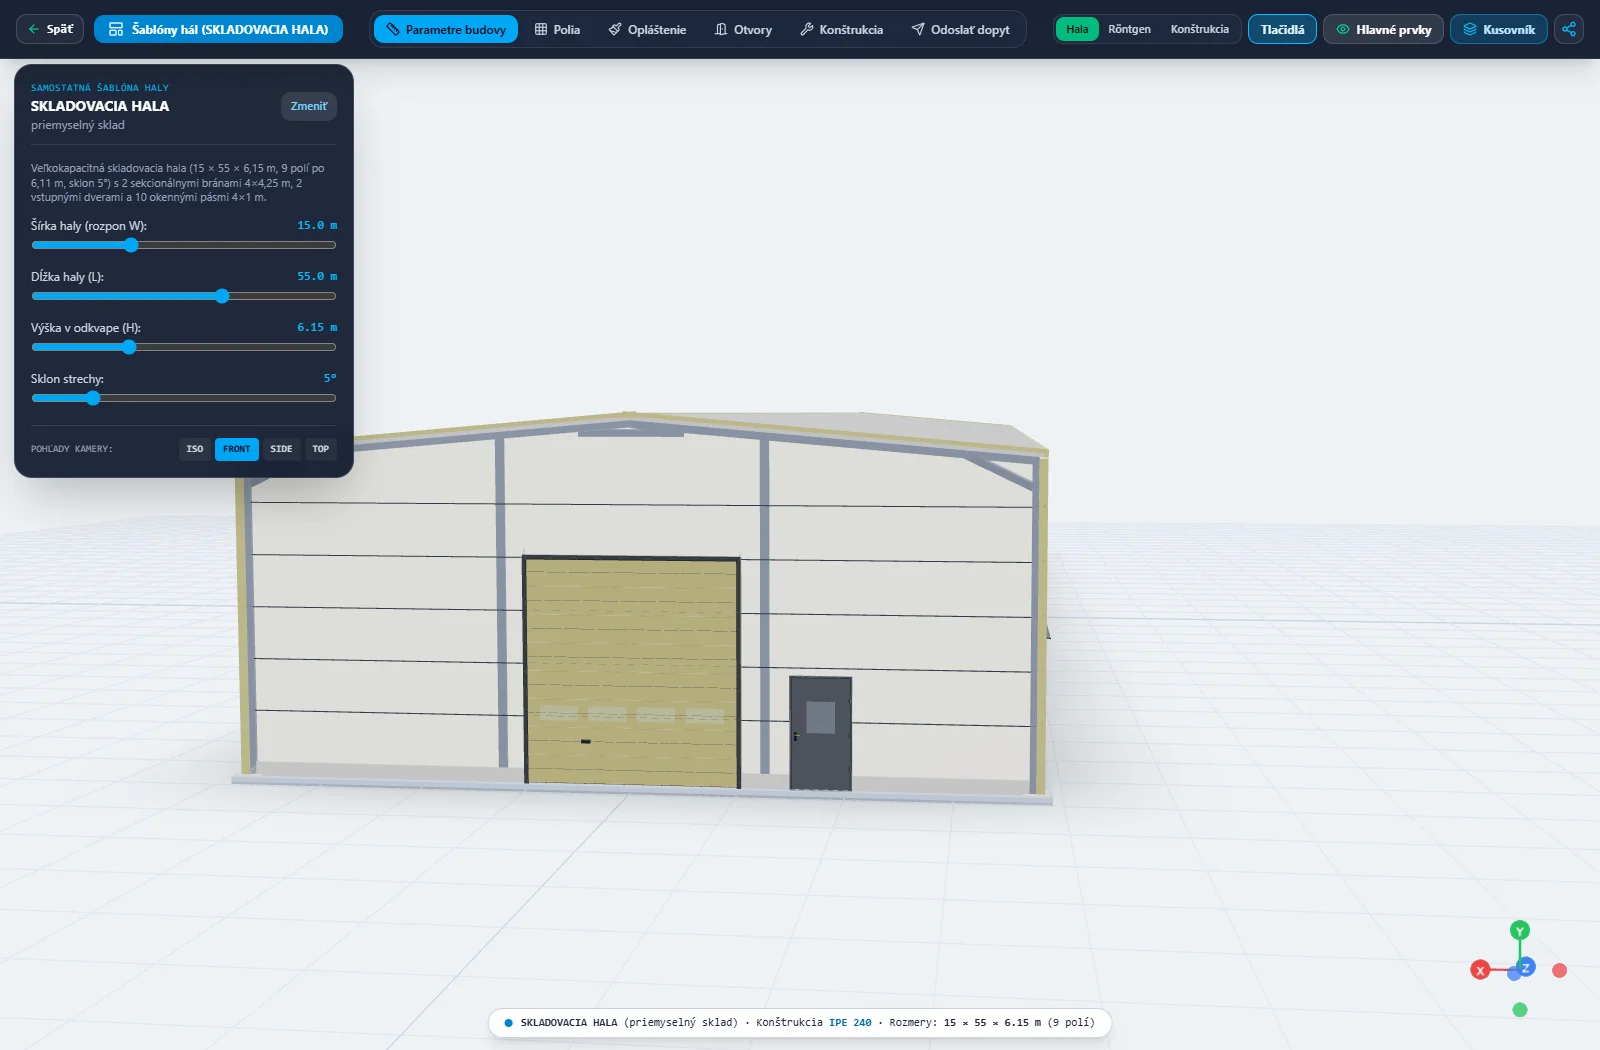 Späť
Šablóny hál (SKLADOVACIA HALA)
Parametre budovy
Polia
Opláštenie
Otvory
Konštrukcia
Odoslať dopyt
Hala
Röntgen
Konštrukcia
Tlačidlá
Hlavné prvky
Kusovník
SAMOSTATNÁ ŠABLÓNA HALY
SKLADOVACIA HALA
priemyselný sklad
Zmeniť
Veľkokapacitná skladovacia hala (15 × 55 × 6,15 m, 9 polí po
6,11 m, sklon 5°) s 2 sekcionálnymi bránami 4×4,25 m, 2
vstupnými dverami a 10 okennými pásmi 4×1 m.
Šírka haly (rozpon W):
15.0 m
Dĺžka haly (L):
55.0 m
Výška v odkvape (H):
6.15 m
Sklon strechy:
5°
POHĽADY KAMERY:
ISO
FRONT
SIDE
TOP
Y
X
Z
SKLADOVACIA HALA (priemyselný sklad) · Konštrukcia IPE 240 · Rozmery: 15 × 55 × 6.15 m (9 polí)